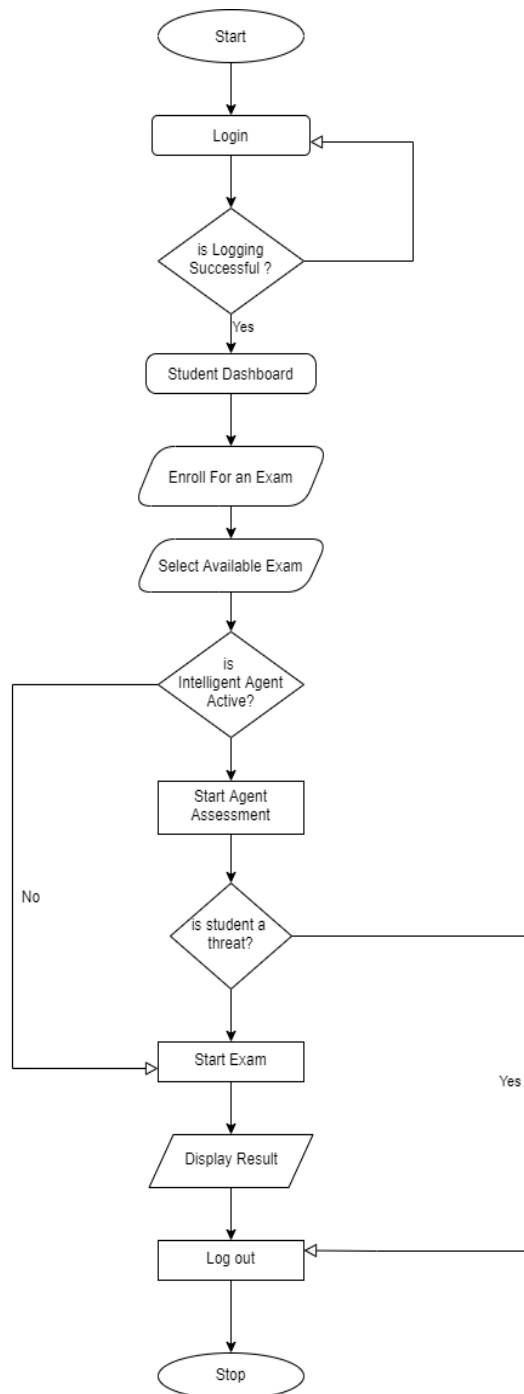 Start
Login
is Logging
Successful ?
Yes
Student Dashboard
Enroll For an Exam
Select Available Exam
is
Intelligent Agent
Active?
Start Agent
Assessment
No
is student a
threat?
Start Exam
Yes
Display Result
Log out
Stop